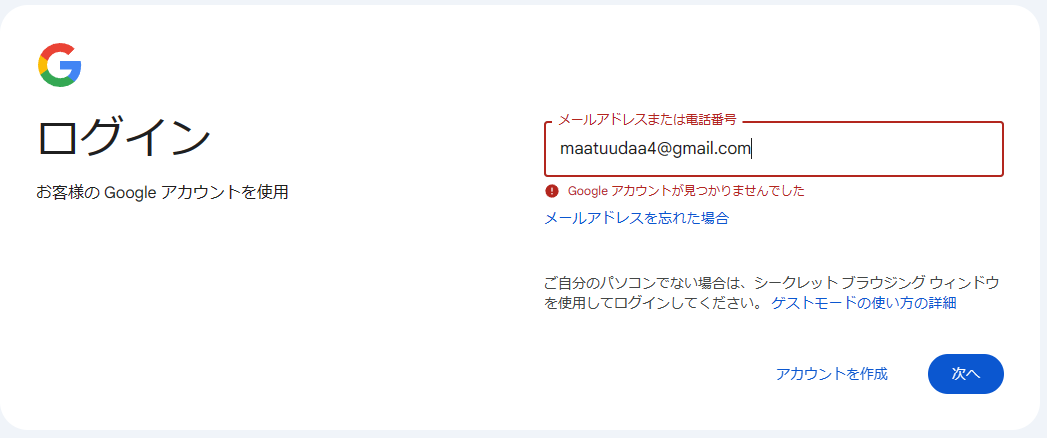 ログイン
お客様の Google アカウントを使用
メールアドレスまたは電話番号
maatuudaa4@gmail.com
Google アカウントが見つかりませんでした
メールアドレスを忘れた場合
ご自分のパソコンでない場合は、シークレット ブラウジング ウィンドウ
を使用してログインしてください。 ゲストモードの使い方の詳細
アカウントを作成
次へ